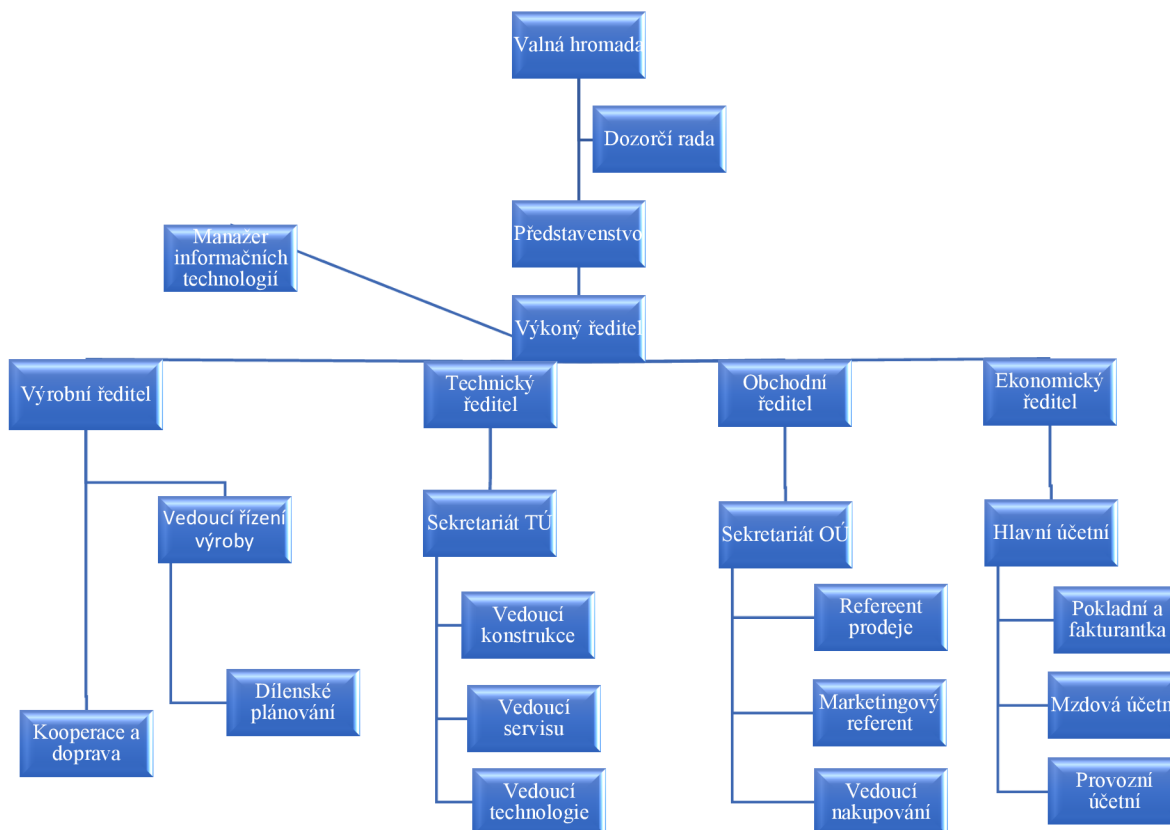 Valná hromada
Dozorčí rada
Představenstvo
Manažer
informačních
technologií
Výkoný ředitel
Výrobní ředitel
Technický
ředitel
Obchodní
ředitel
Ekonomický
ředitel
Vedoucí řízení
výroby
Sekretariát TÚ
Sekretariát OÚ
Hlavní účetní
Vedoucí
konstrukce
Refereent
prodeje
Pokladní a
fakturantka
Dílenské
plánování
Vedoucí
servisu
Marketingový
referent
Mzdová účetn
Kooperace a
doprava
Vedoucí
technologie
Vedoucí
nakupování
Provozní
účetní